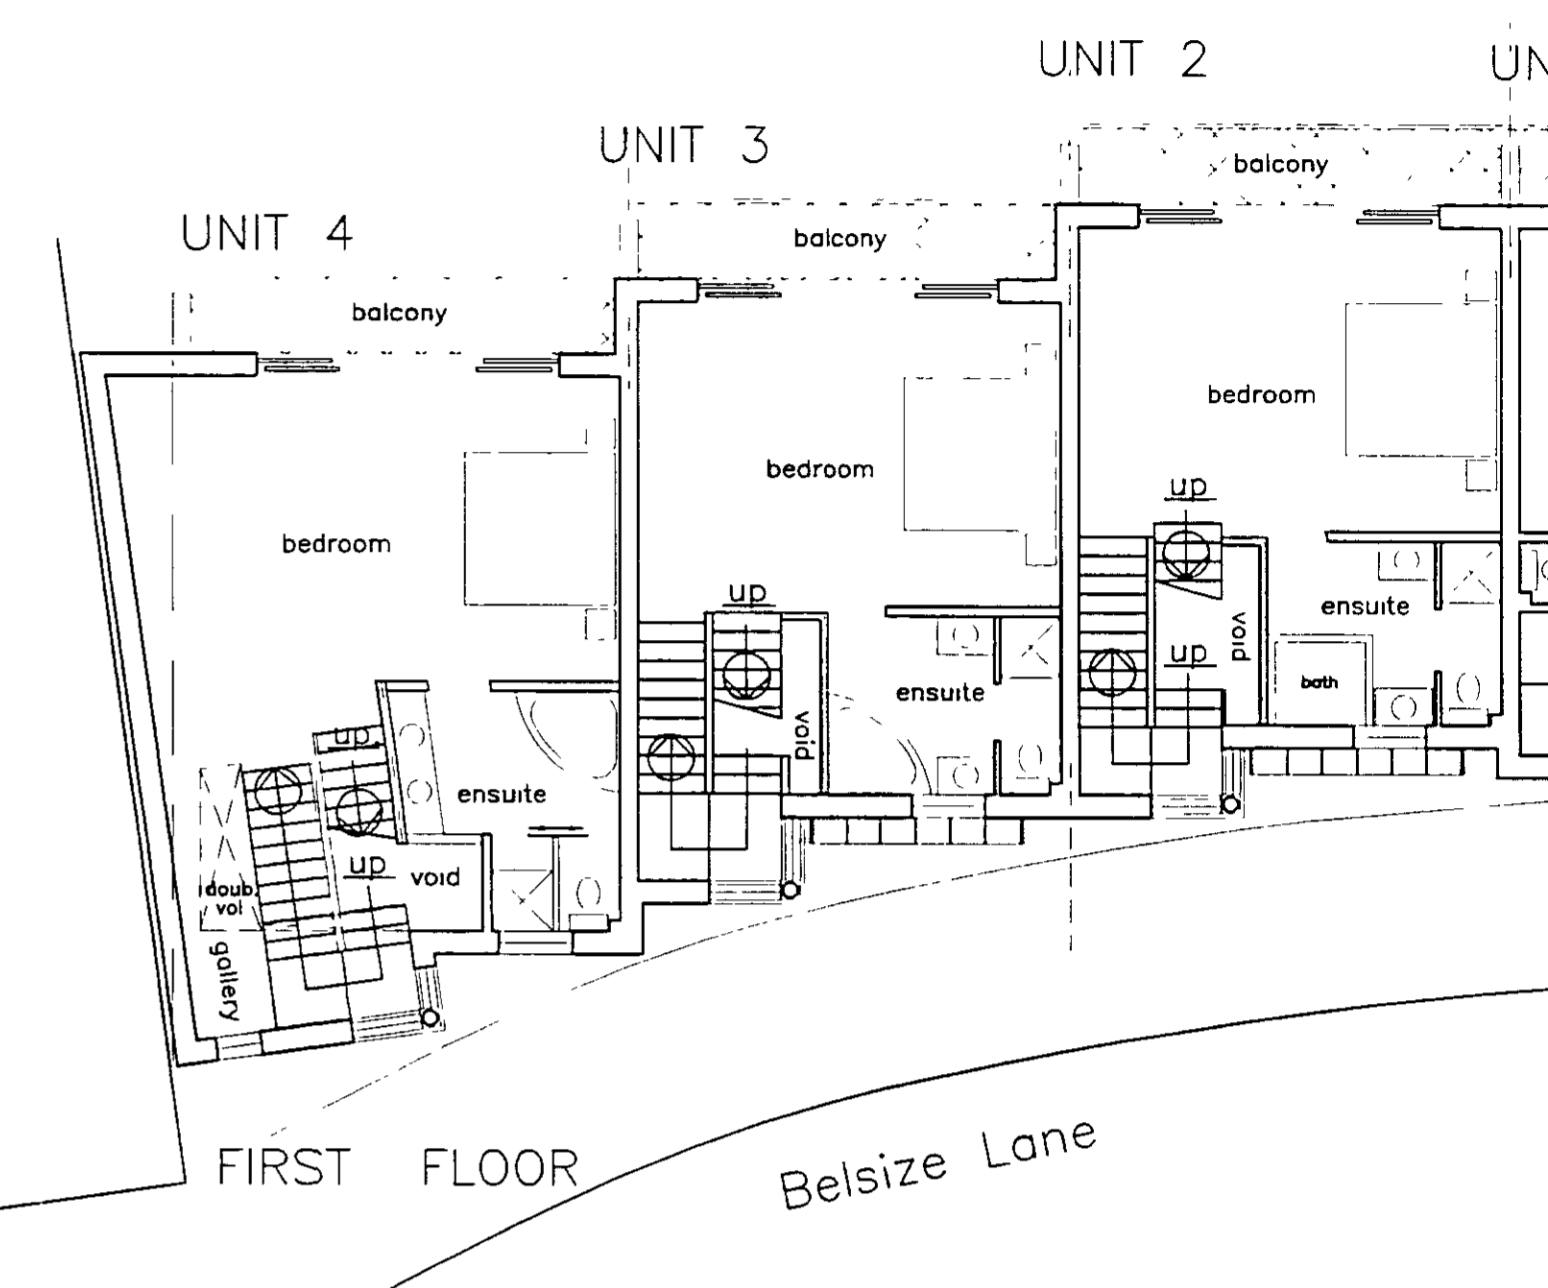 UNIT 2
UN
UNIT 3
balcony
UNIT 4
balcony
balcony
bedroom
bedroom
up
bedroom
up
ensuite
void
up
bath
ensuite
void
up
ensuite
up
void
doub.
vol
gallery
FIRST FLOOR
Belsize Lane